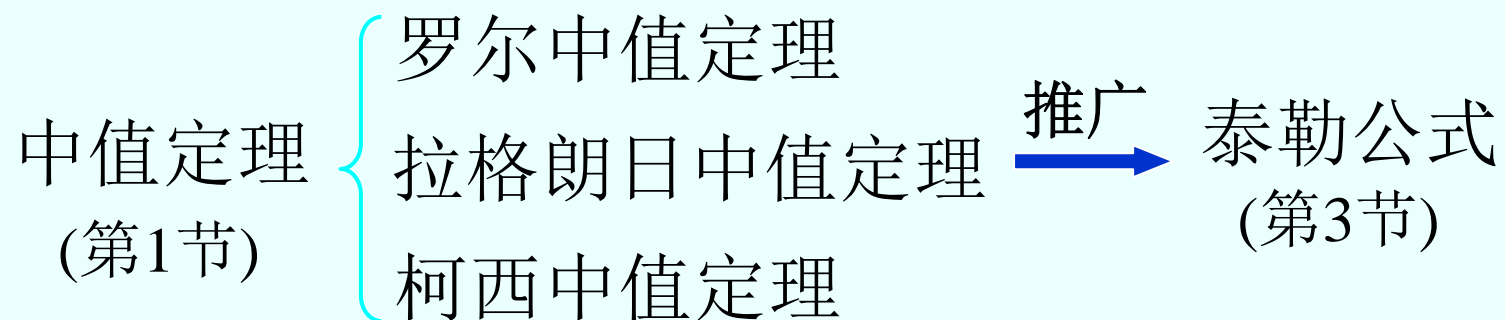 中值定理
(第1节)
罗尔中值定理
拉格朗日中值定理
柯西中值定理
推广
泰勒公式
(第3节)